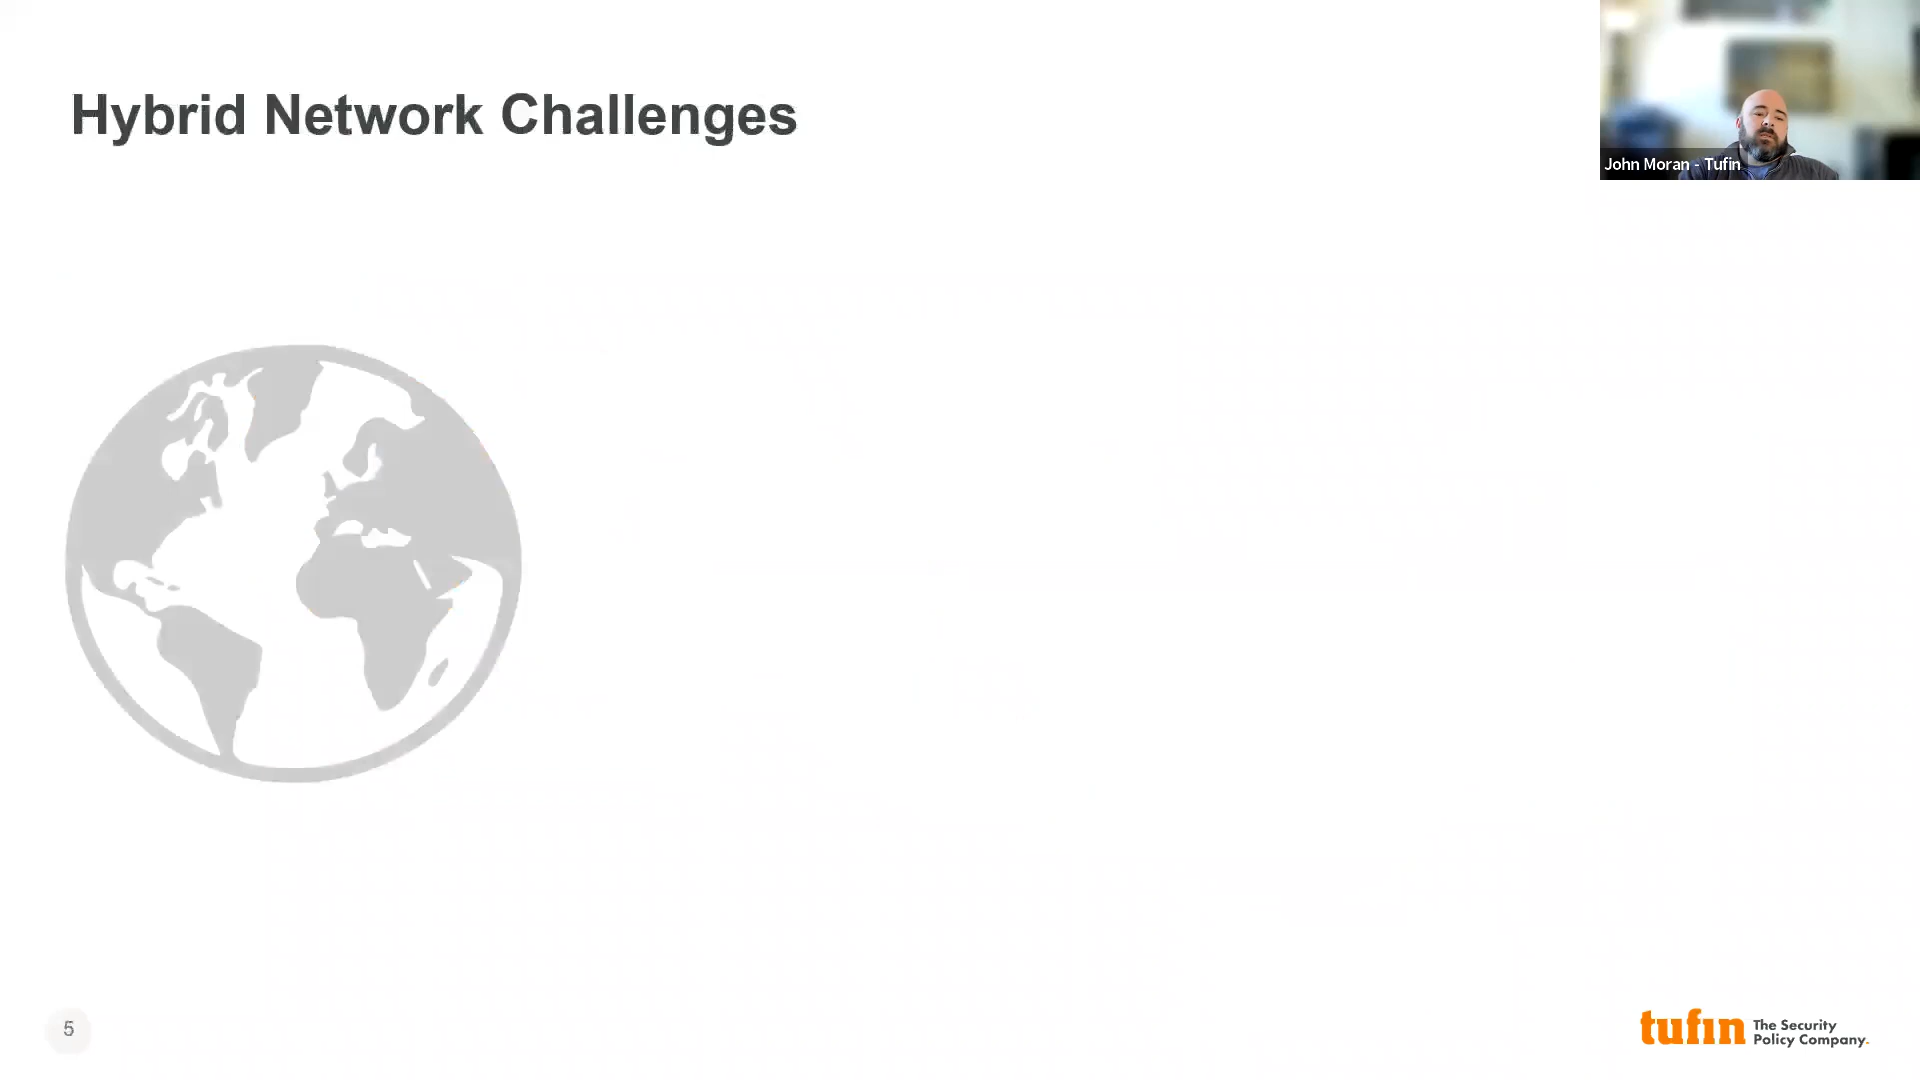 Hybrid Network Challenges
John Moran - Tufin
5
tufin The Security
Policy Company.